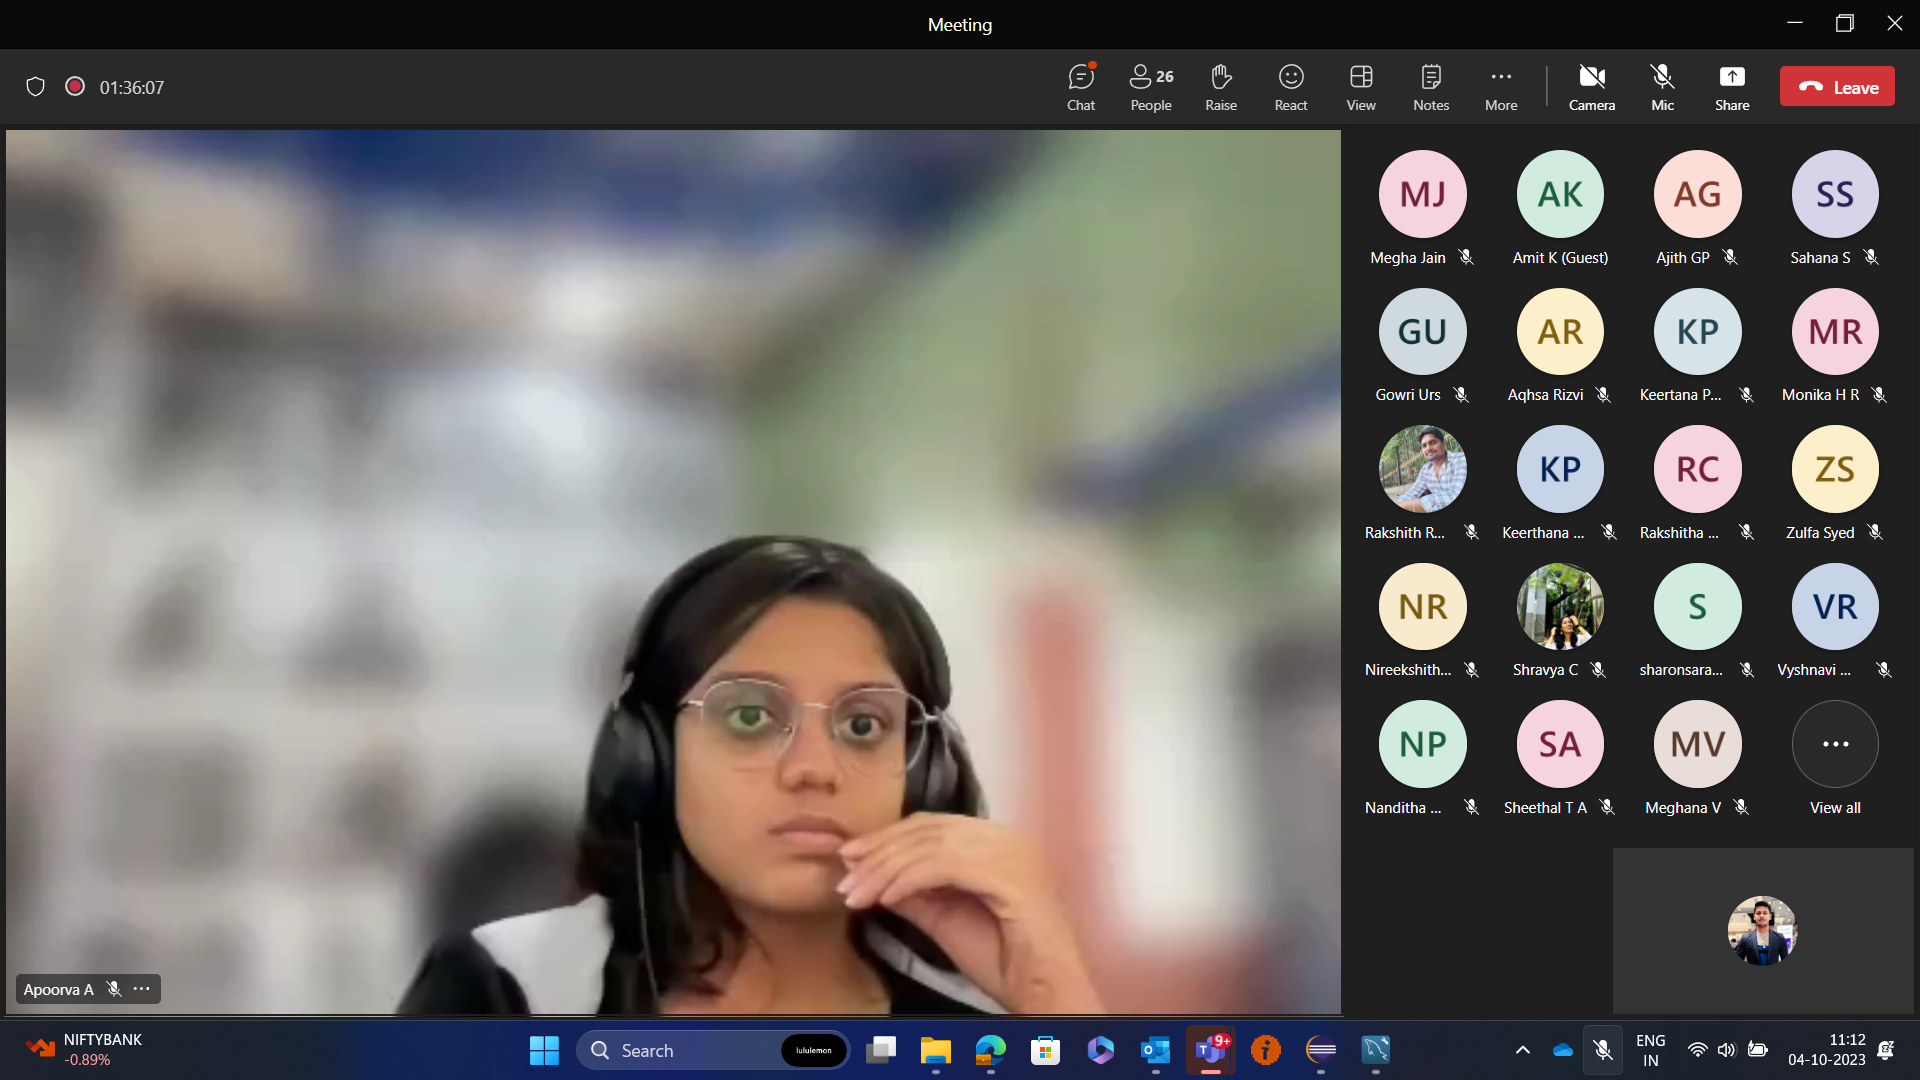 Meeting
01:36:07
Chat
People
26
Raise
React
View
Notes
More
Camera
Mic
Share
Leave
MJ
AK
AG
SS
Megha Jain
Amit K (Guest)
Ajith GP
Sahana S
GU
AR
KP
MR
Gowri Urs
Aqhsa Rizvi
Keertana P...
Monika H R
KP
RC
ZS
Rakshith R...
Keerthana ...
Rakshitha ...
Zulfa Syed
NR
S
VR
Nireekshith...
Shravya C
sharonsara...
Vyshnavi ...
NP
SA
MV
Nanditha ...
Sheethal T A
Meghana V
View all
Apoorva A
NIFTYBANK
-0.89%
Search
lululemon
9+
ENG
IN
11:12
04-10-2023